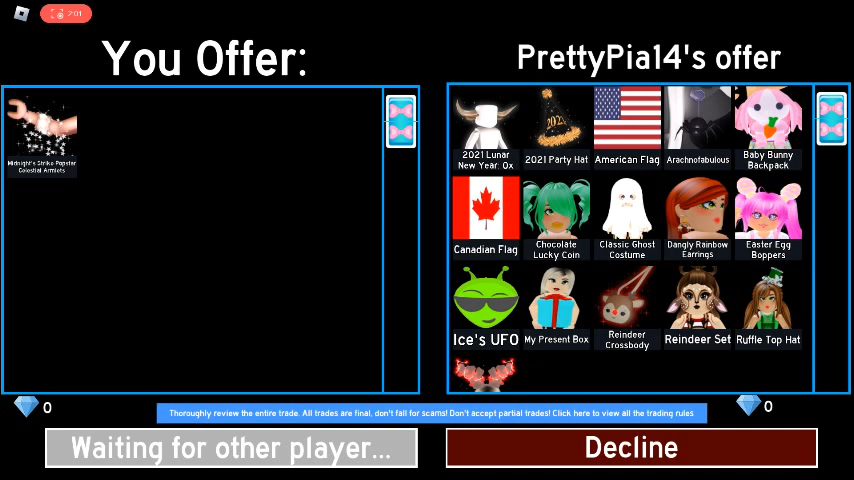 2:01
You Offer:
PrettyPia14's offer
Midnight's Strike Popstar
Celestial Armlets
2021 Lunar
New Year: Ox
2021 Party Hat
American Flag
Arachnofabulous
Baby Bunny
Backpack
Canadian Flag
Chocolate
Lucky Coin
Classic Ghost
Costume
Dangly Rainbow
Earrings
Easter Egg
Boppers
Ice's UFO
My Present Box
Reindeer
Crossbody
Reindeer Set
Ruffle Top Hat
0
0
Thoroughly review the entire trade. All trades are final, don't fall for scams! Don't accept partial trades! Click here to view all the trading rules
Waiting for other player...
Decline